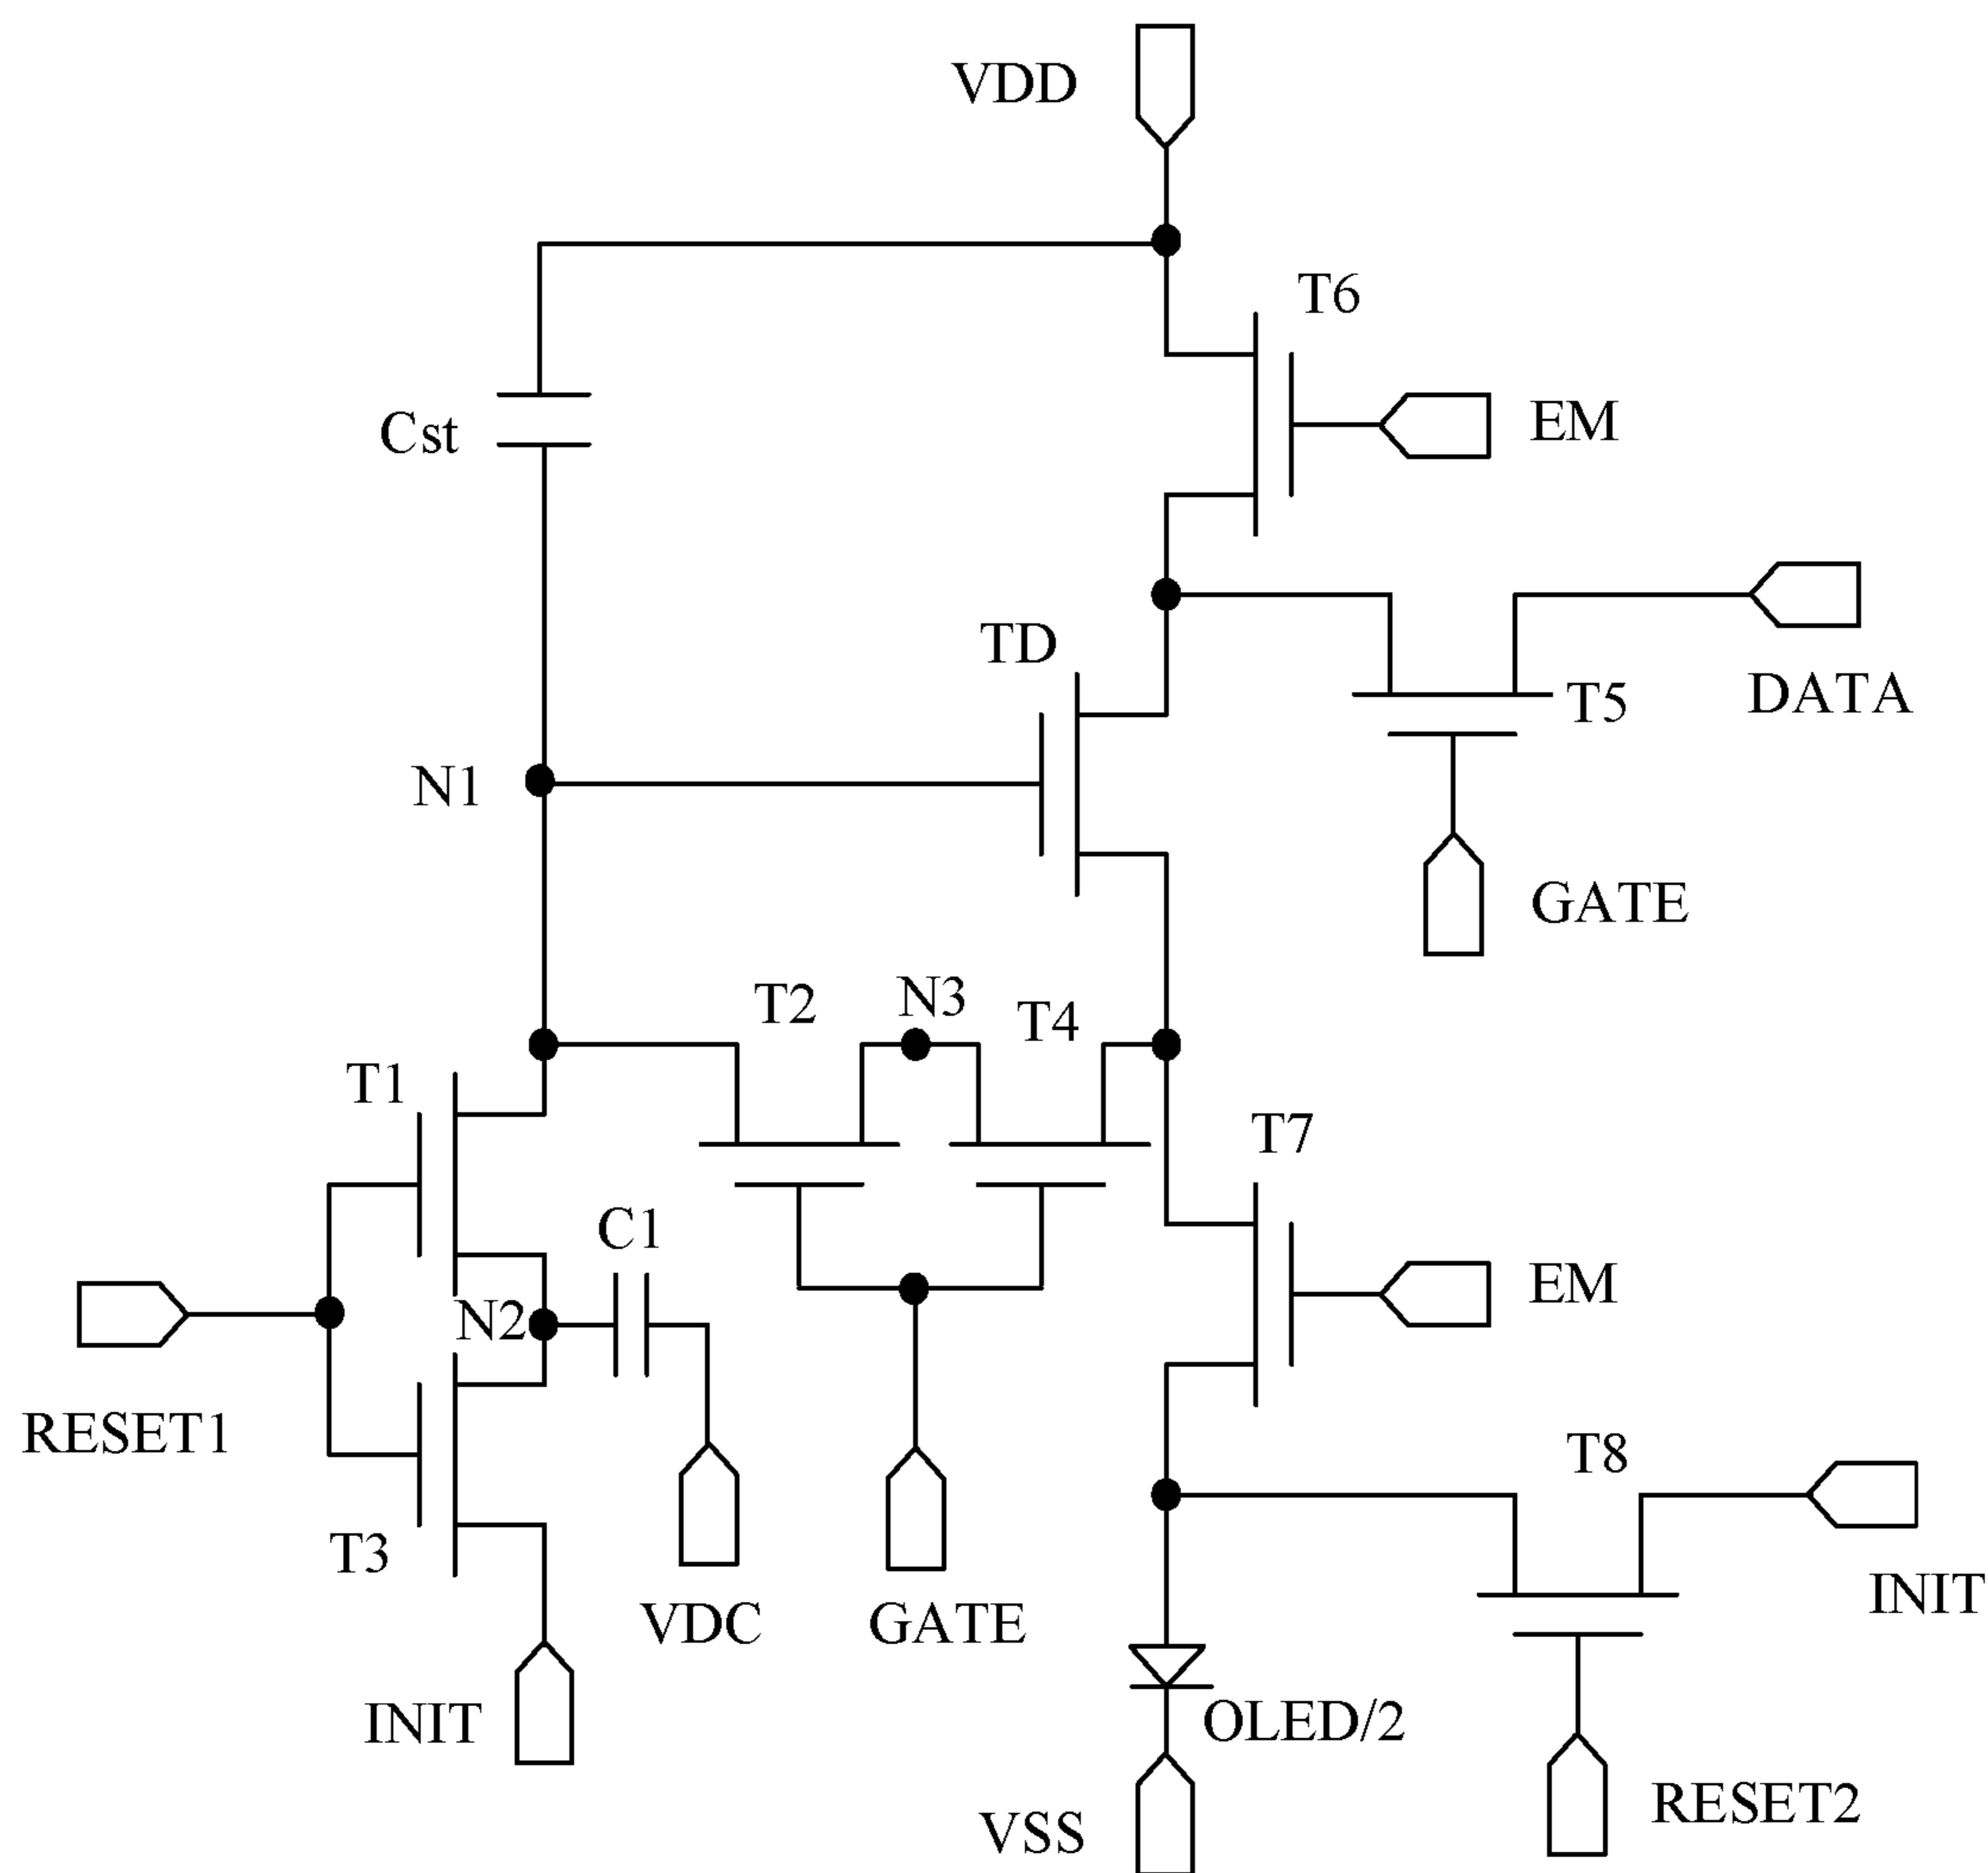 VDD
T6
Cst
EM
TD
T5
DATA
N1
GATE
T2
N3
T4
T1
T7
C1
N2
EM
RESET1
T8
T3
INIT
VDC
GATE
INIT
OLED/2
RESET2
VSS